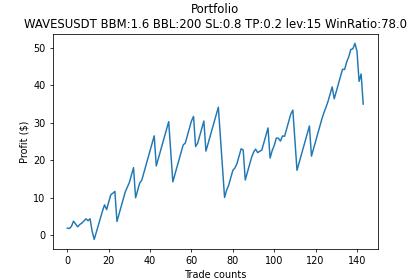 Portfolio
WAVESUSDT BBM:1.6 BBL:200 SL:0.8 TP:0.2 lev:15 WinRatio:78.0
Profit ($)
50
40
30
20
10
0
0 20 40 60 80 100 120 140
Trade counts